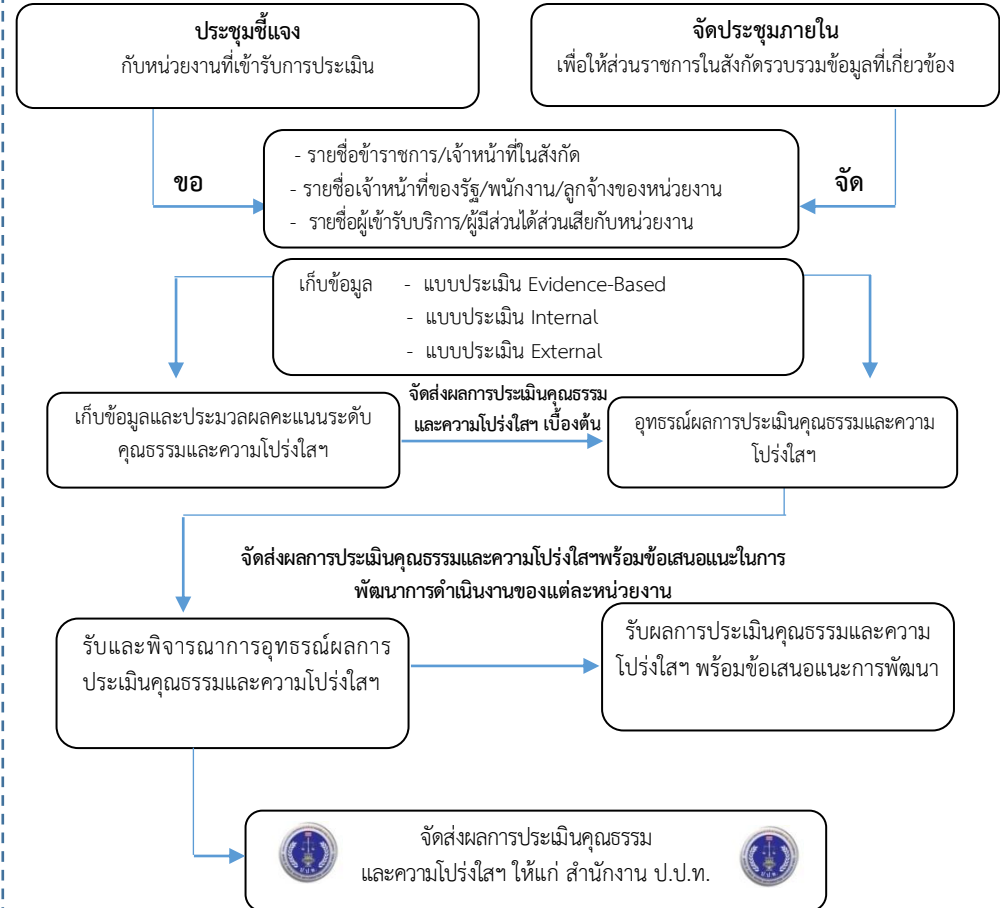 ประชุมชี้แจง
กับหน่วยงานที่เข้ารับการประเมิน
จัดประชุมภายใน
เพื่อให้ส่วนราชการในสังกัดรวบรวมข้อมูลที่เกี่ยวข้อง
ขอ
- รายชื่อข้าราชการ/เจ้าหน้าที่ในสังกัด
- รายชื่อเจ้าหน้าที่ของรัฐ/พนักงาน/ลูกจ้างของหน่วยงาน
- รายชื่อผู้เข้ารับบริการ/ผู้มีส่วนได้ส่วนเสียกับหน่วยงาน
จัด
เก็บข้อมูล - แบบประเมิน Evidence-Based
- แบบประเมิน Internal
- แบบประเมิน External
เก็บข้อมูลและประมวลผลคะแนนระดับ
คุณธรรมและความโปร่งใสฯ
จัดส่งผลการประเมินคุณธรรม
และความโปร่งใสฯ เบื้องต้น
อุทธรณ์ผลการประเมินคุณธรรมและความ
โปร่งใสฯ
จัดส่งผลการประเมินคุณธรรมและความโปร่งใสฯพร้อมข้อเสนอแนะในการ
พัฒนาการดำเนินงานของแต่ละหน่วยงาน
รับและพิจารณาการอุทธรณ์ผลการ
ประเมินคุณธรรมและความโปร่งใสฯ
รับผลการประเมินคุณธรรมและความ
โปร่งใสฯ พร้อมข้อเสนอแนะการพัฒนา
จัดส่งผลการประเมินคุณธรรม
และความโปร่งใสฯ ให้แก่ สำนักงาน ป.ป.ท.